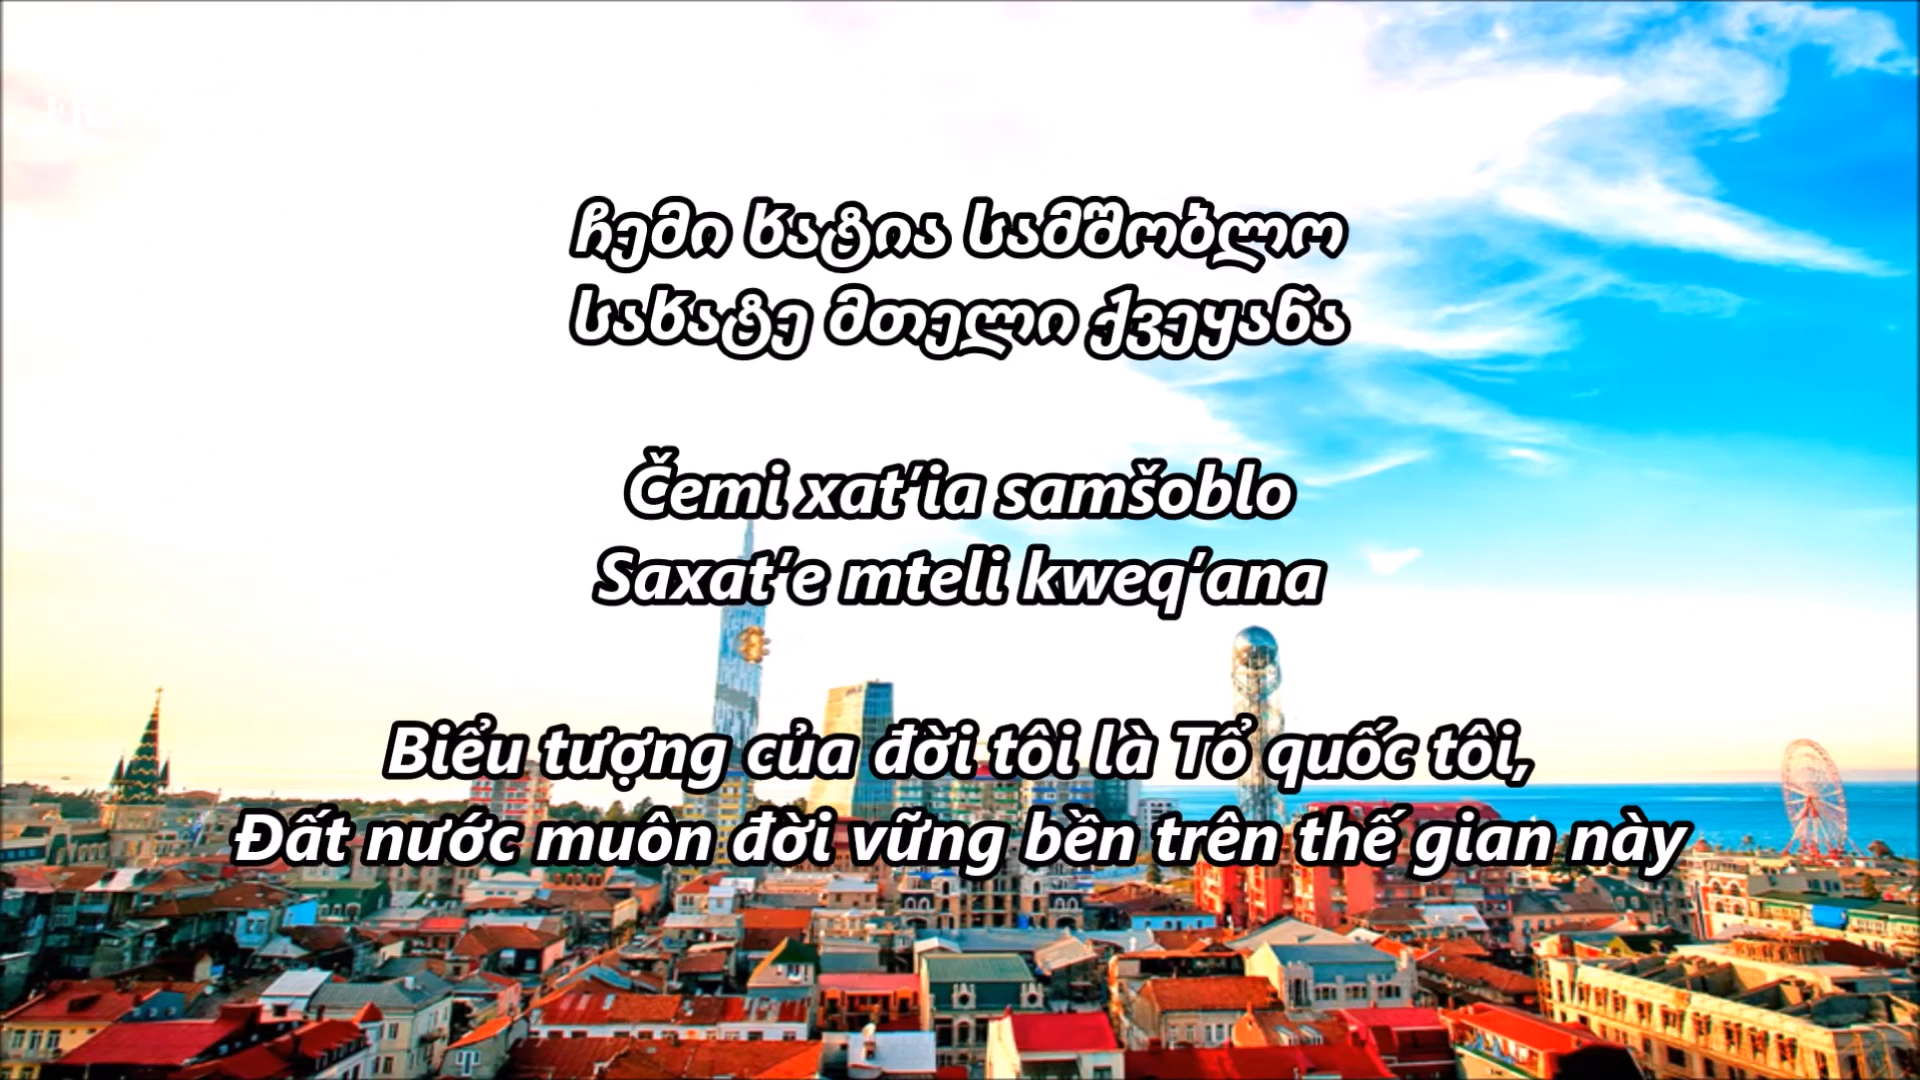 ჩემი ხატია სამშობლო
სახატე მთელი ქვეყანა
Čemi xat’ia samšoblo
Saxat’e mteli kweq’ana
Biểu tượng của đời tôi là Tổ quốc tôi,
Đất nước muôn đời vững bền trên thế gian này